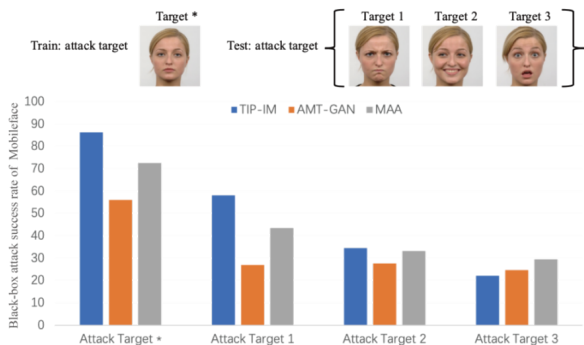 Target *
Target 1 Target 2 Target 3
Train: attack target
Test: attack target
100
90
80
70
60
50
40
30
20
10
0
Black-box attack success rate of Mobileface
TIP-IM AMT-GAN MAA
Attack Target * Attack Target 1 Attack Target 2 Attack Target 3